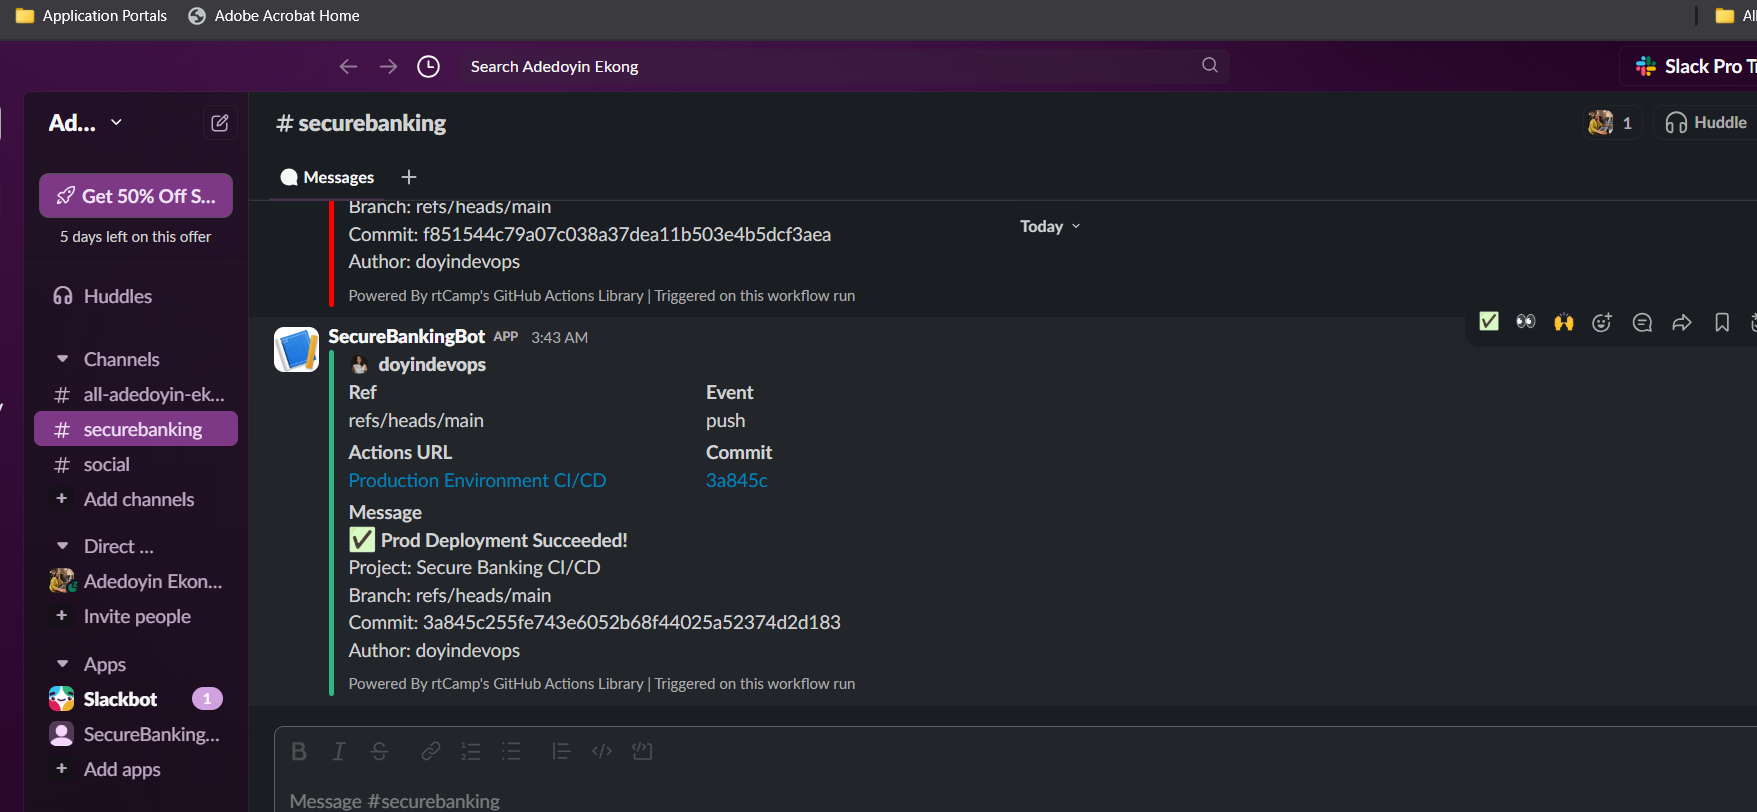 Application Portals
Adobe Acrobat Home
Search Adedoyin Ekong
Slack Pro
Ad...
Get 50% Off S...
5 days left on this offer
Huddles
Channels
# all-adedoyin-ek...
# securebanking
# social
+ Add channels
Direct ...
Adedoyin Ekon...
+ Invite people
Apps
Slackbot 1
SecureBanking...
+ Add apps
# securebanking
1
Huddle
Messages +
Today
Branch: refs/heads/main
Commit: f851544c79a07c038a37dea11b503e4b5dcf3aea
Author: doyindevops
Powered By rtCamp's GitHub Actions Library | Triggered on this workflow run
SecureBankingBot APP 3:43 AM
doyindevops
Ref Event
refs/heads/main push
Actions URL Commit
Production Environment CI/CD 3a845c
Message
✅ Prod Deployment Succeeded!
Project: Secure Banking CI/CD
Branch: refs/heads/main
Commit: 3a845c255fe743e6052b68f44025a52374d2d183
Author: doyindevops
Powered By rtCamp's GitHub Actions Library | Triggered on this workflow run
Message #securebanking